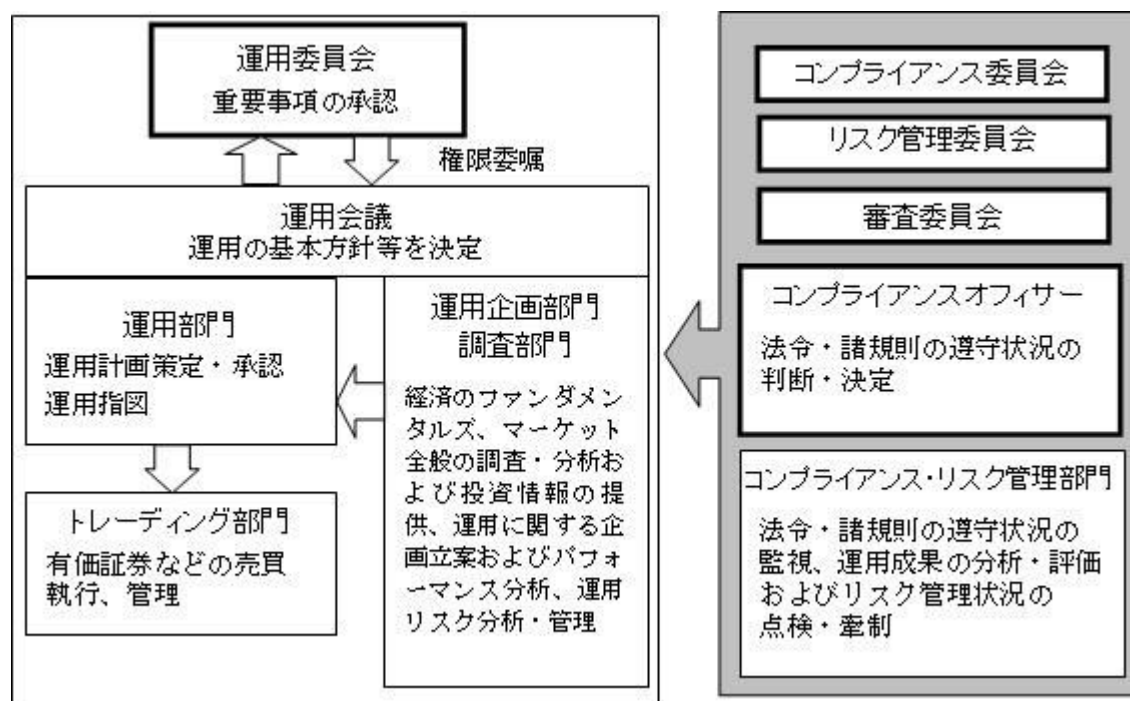 運用委員会
重要事項の承認
権限委嘱
運用会議
運用の基本方針等を決定
運用部門
運用計画策定・承認
運用指図
トレーディング部門
有価証券などの売買
執行、管理
運用企画部門
調査部門
経済のファンダメン
タルズ、マーケット
全般の調査・分析お
よび投資情報の提
供、運用に関する企
画立案およびパフォ
ーマンス分析、運用
リスク分析・管理
コンプライアンス委員会
リスク管理委員会
審査委員会
コンプライアンスオフィサー
法令・諸規則の遵守状況の
判断・決定
コンプライアンス・リスク管理部門
法令・諸規則の遵守状況の
監視、運用成果の分析・評価
およびリスク管理状況の
点検・牽制